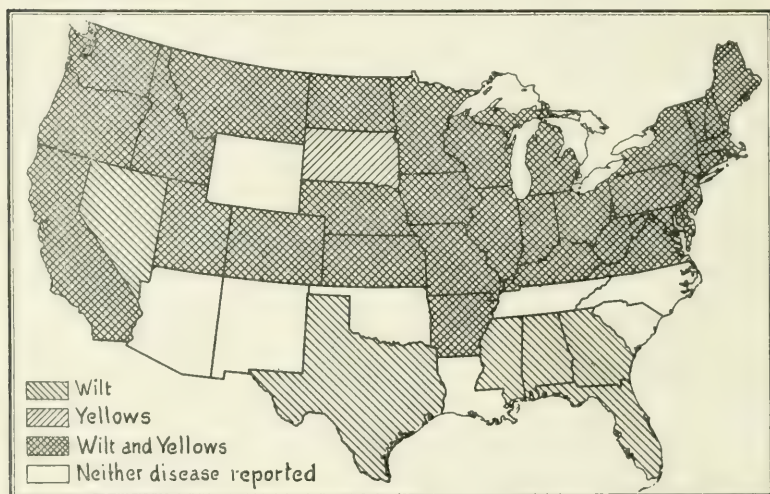 Wilt
Yellows
Wilt and Yellows
Neither disease reported